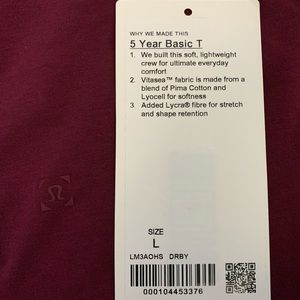 WHY WE MADE THIS
5 Year Basic T
1. We built this soft, lightweight
crew for ultimate everyday
comfort
2. Vitasea™ fabric is made from a
blend of Pima Cotton and
Lyocell for softness
3. Added Lycra® fibre for stretch
and shape retention
SIZE
L
LM3AOHS DRBY
000104453376